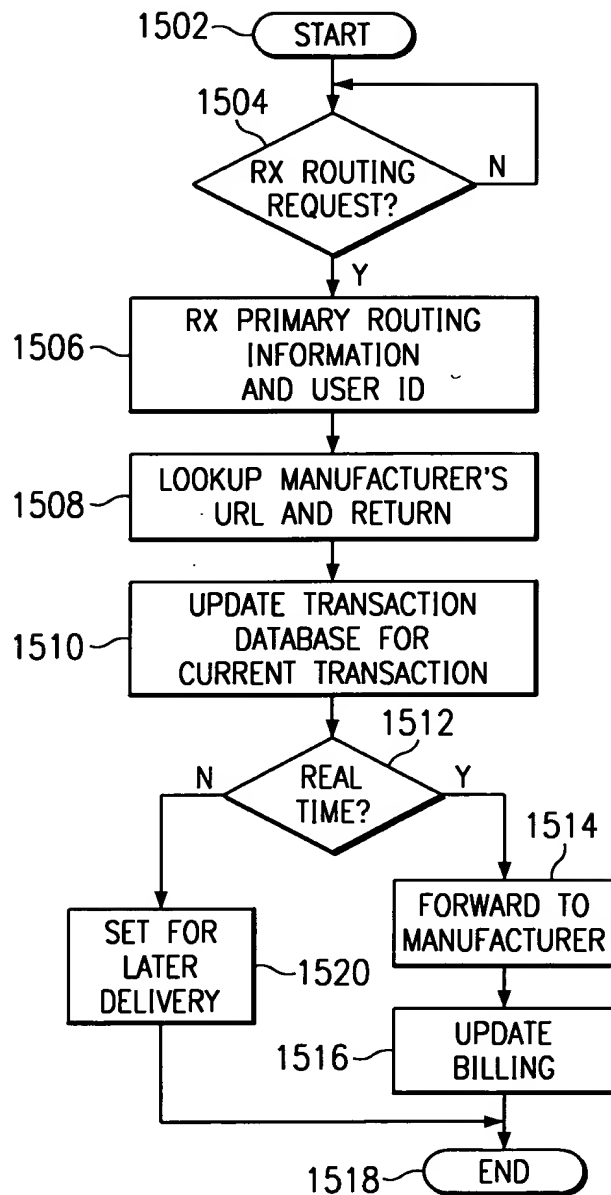 1502
START
1504
RX ROUTING
REQUEST?
N
Y
1506
RX PRIMARY ROUTING
INFORMATION
AND USER ID
1508
LOOKUP MANUFACTURER'S
URL AND RETURN
1510
UPDATE TRANSACTION
DATABASE FOR
CURRENT TRANSACTION
1512
N
REAL
TIME?
Y
1514
FORWARD TO
MANUFACTURER
SET FOR
LATER
DELIVERY
1520
1516
UPDATE
BILLING
1518
END